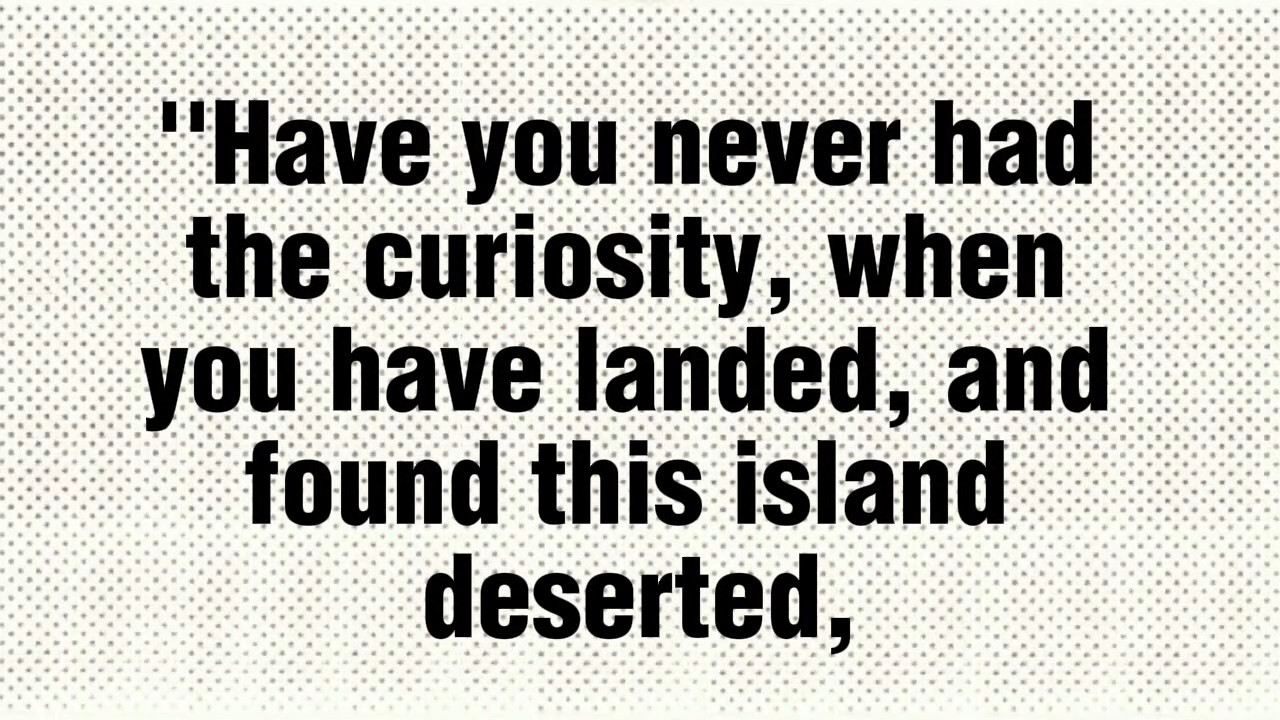 "Have you never had
the curiosity, when
you have landed, and
found this island
deserted,